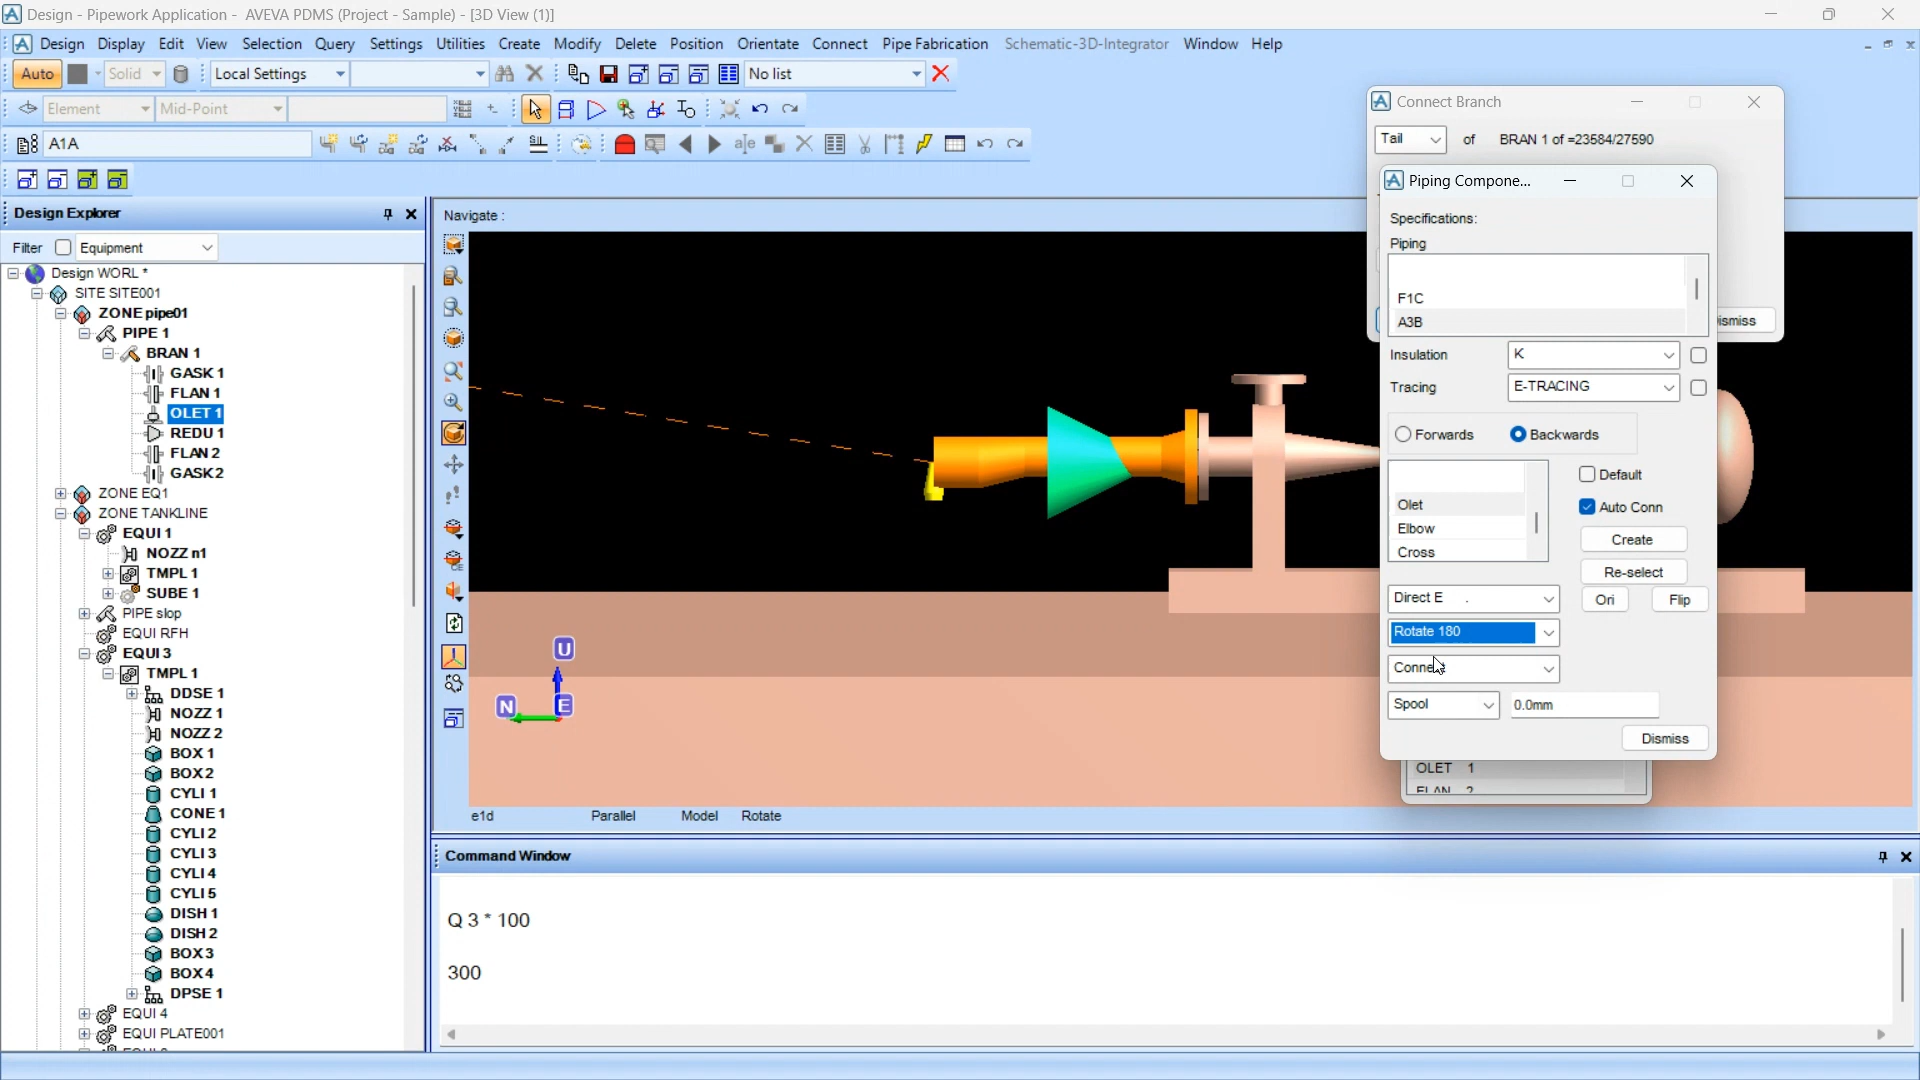 Design - Pipework Application - AVEVA PDMS (Project - Sample) - [3D View (1)]
Design Display Edit View Selection Query Settings Utilities Create Modify Delete Position Orientate Connect Pipe Fabrication Schematic-3D-Integrator Window Help
Auto Solid Local Settings No list
Element Mid-Point
A1A
Design Explorer
Filter Equipment
Design WORL *
SITE SITE001
ZONE pipe01
PIPE 1
BRAN 1
GASK 1
FLAN 1
OLET 1
REDU 1
FLAN 2
GASK 2
ZONE EQ1
ZONE TANKLINE
EQUI 1
NOZZ n1
TMPL 1
SUBE 1
PIPE slop
EQUI RFH
EQUI 3
TMPL 1
DDSE 1
NOZZ 1
NOZZ 2
BOX 1
BOX 2
CYLI 1
CONE 1
CYLI 2
CYLI 3
CYLI 4
CYLI 5
DISH 1
DISH 2
BOX 3
BOX 4
DPSE 1
EQUI 4
EQUI PLATE001
Navigate :
U
N
E
e1d Parallel Model Rotate
Connect Branch
Tail of BRAN 1 of =23584/27590
Piping Compone...
Specifications:
Piping
F1C
A3B
Insulation K
Tracing E-TRACING
Forwards Backwards
Olet
Elbow
Cross
Default
Auto Conn
Create
Re-select
Direct E . Ori Flip
Rotate 180
Spool 0.0mm
Dismiss
OLET 1
FLAN 2
Command Window
Q 3 * 100
300